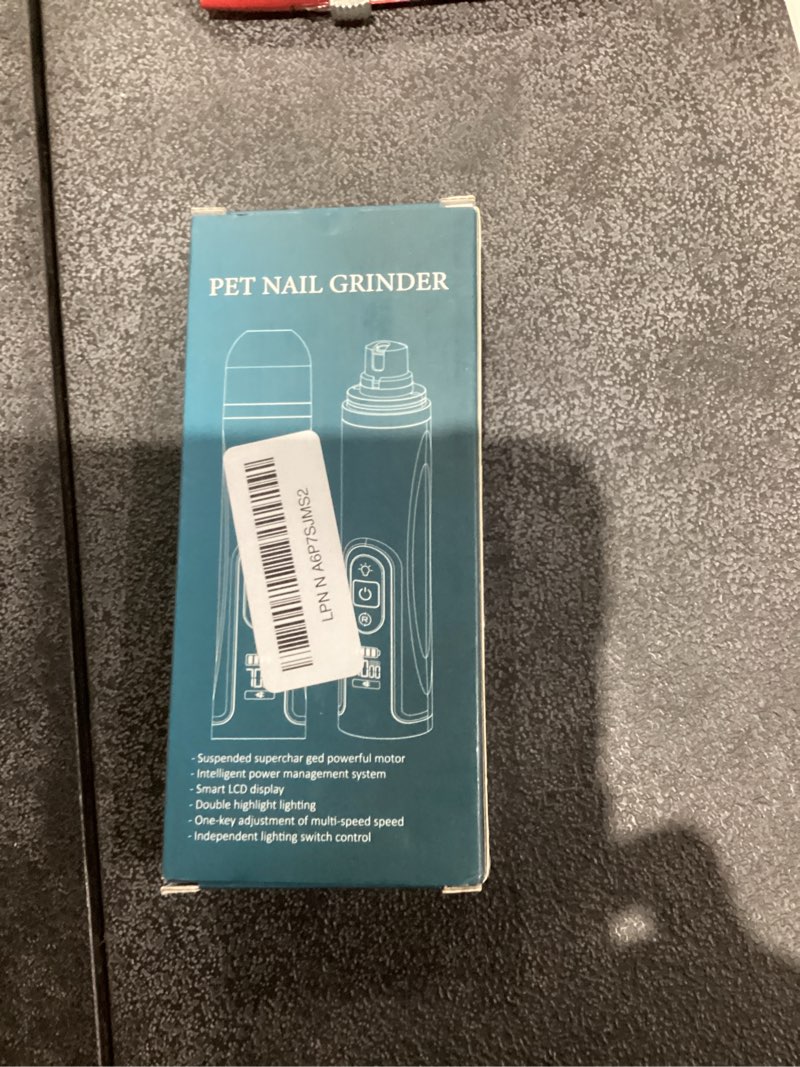 PET NAIL GRINDER
LPN N A6P7SJMS2
R
- Suspended superchar ged powerful motor
- Intelligent power management system
- Smart LCD display
- Double highlight lighting
- One-key adjustment of multi-speed speed
- Independent lighting switch control